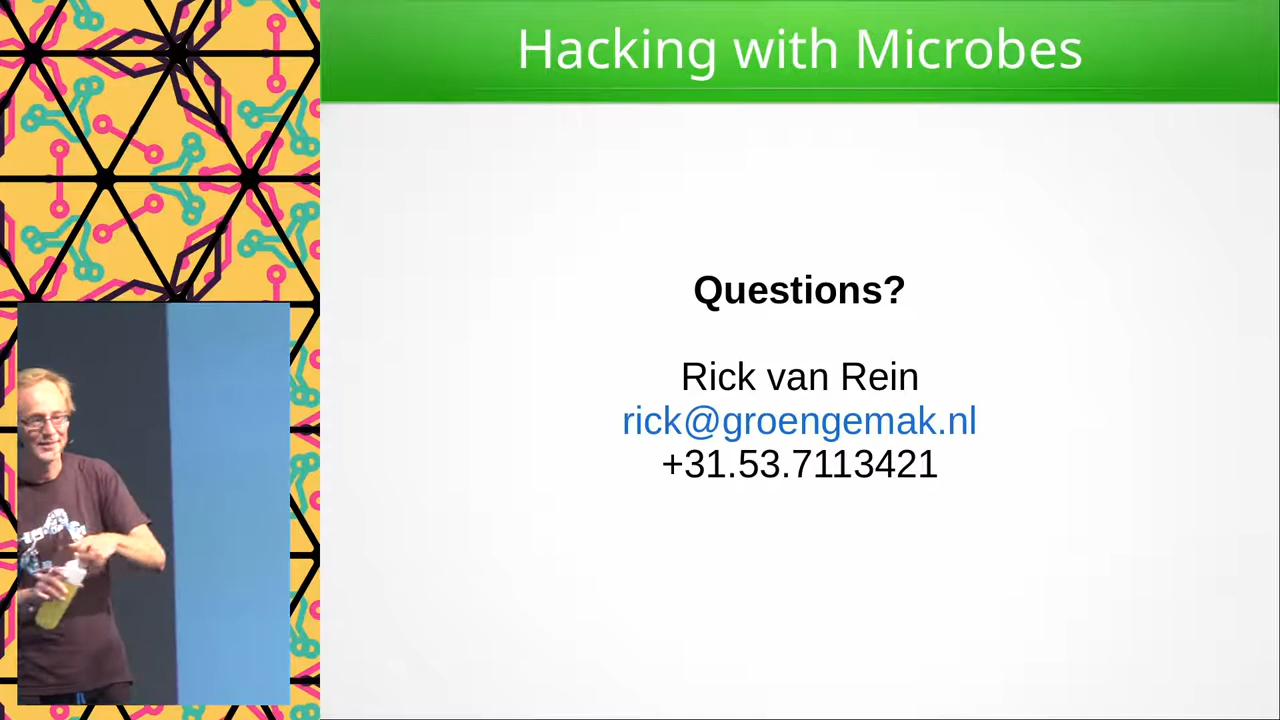 Hacking with Microbes
Questions?
Rick van Rein
rick@groengemak.nl
+31.53.7113421